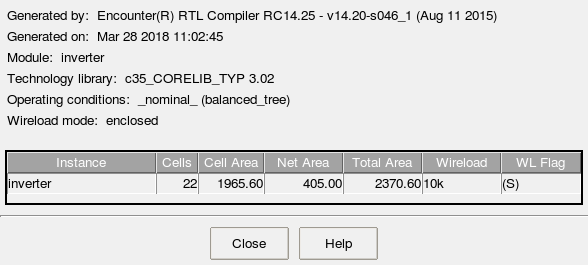 Generated by:  Encounter(R) RTL Compiler RC14.25 - v14.20-s046_1 (Aug 11 2015)
Generated on:  Mar 28 2018 11:02:45
Module:  inverter
Technology library:  c35_CORELIB_TYP 3.02
Operating conditions:  _nominal_ (balanced_tree)
Wireload mode:  enclosed
Instance Cells Cell Area Net Area Total Area Wireload WL Flag
inverter 22 1965.60 405.00 2370.60 10k (S)
Close Help